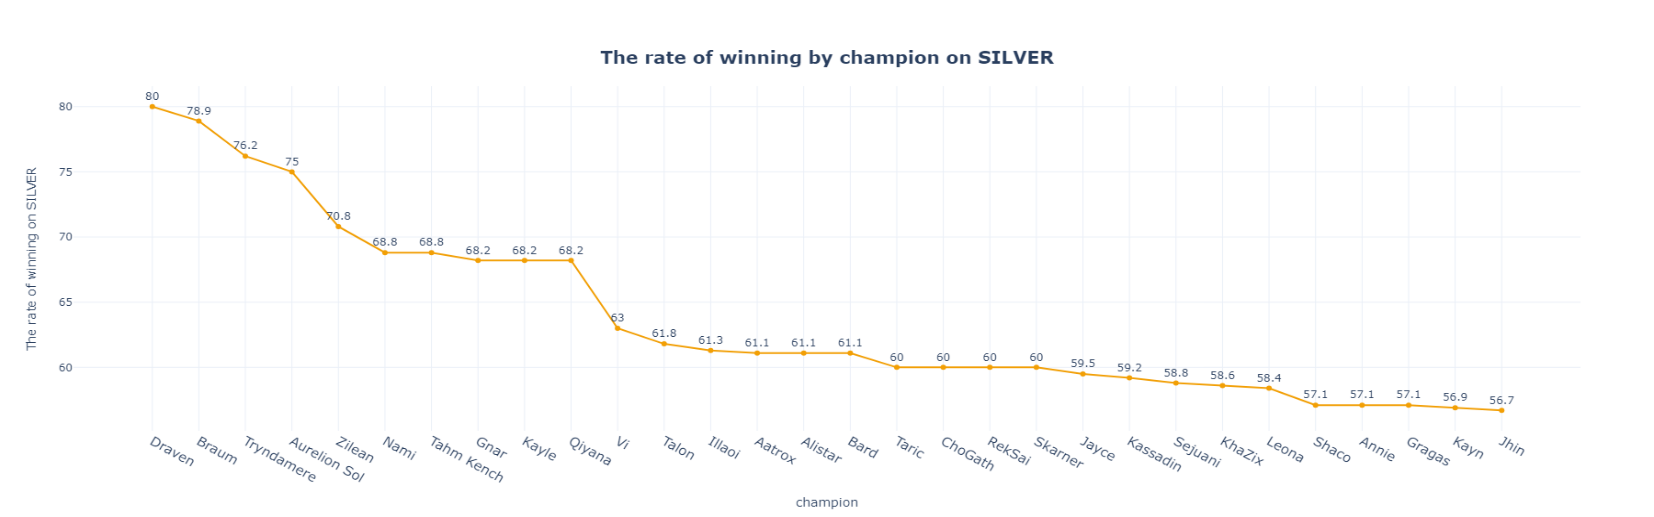 The rate of winning by champion on SILVER
The rate of winning on SILVER
80
75
70
65
60
80
78.9
76.2
75
70.8
68.8
68.8
68.2
68.2
68.2
63
61.8
61.3
61.1
61.1
61.1
60
60
60
60
59.5
59.2
58.8
58.6
58.4
57.1
57.1
57.1
56.9
56.7
Draven
Braum
Tryndamere
Aurelion Sol
Zilean
Nami
Tahm Kench
Gnar
Kayle
Qiyana
Vi
Talon
Illaoi
Aatrox
Alistar
Bard
Taric
ChoGath
RekSai
Skarner
Jayce
Kassadin
Sejuani
KhaZix
Leona
Shaco
Annie
Gragas
Kayn
Jhin
champion